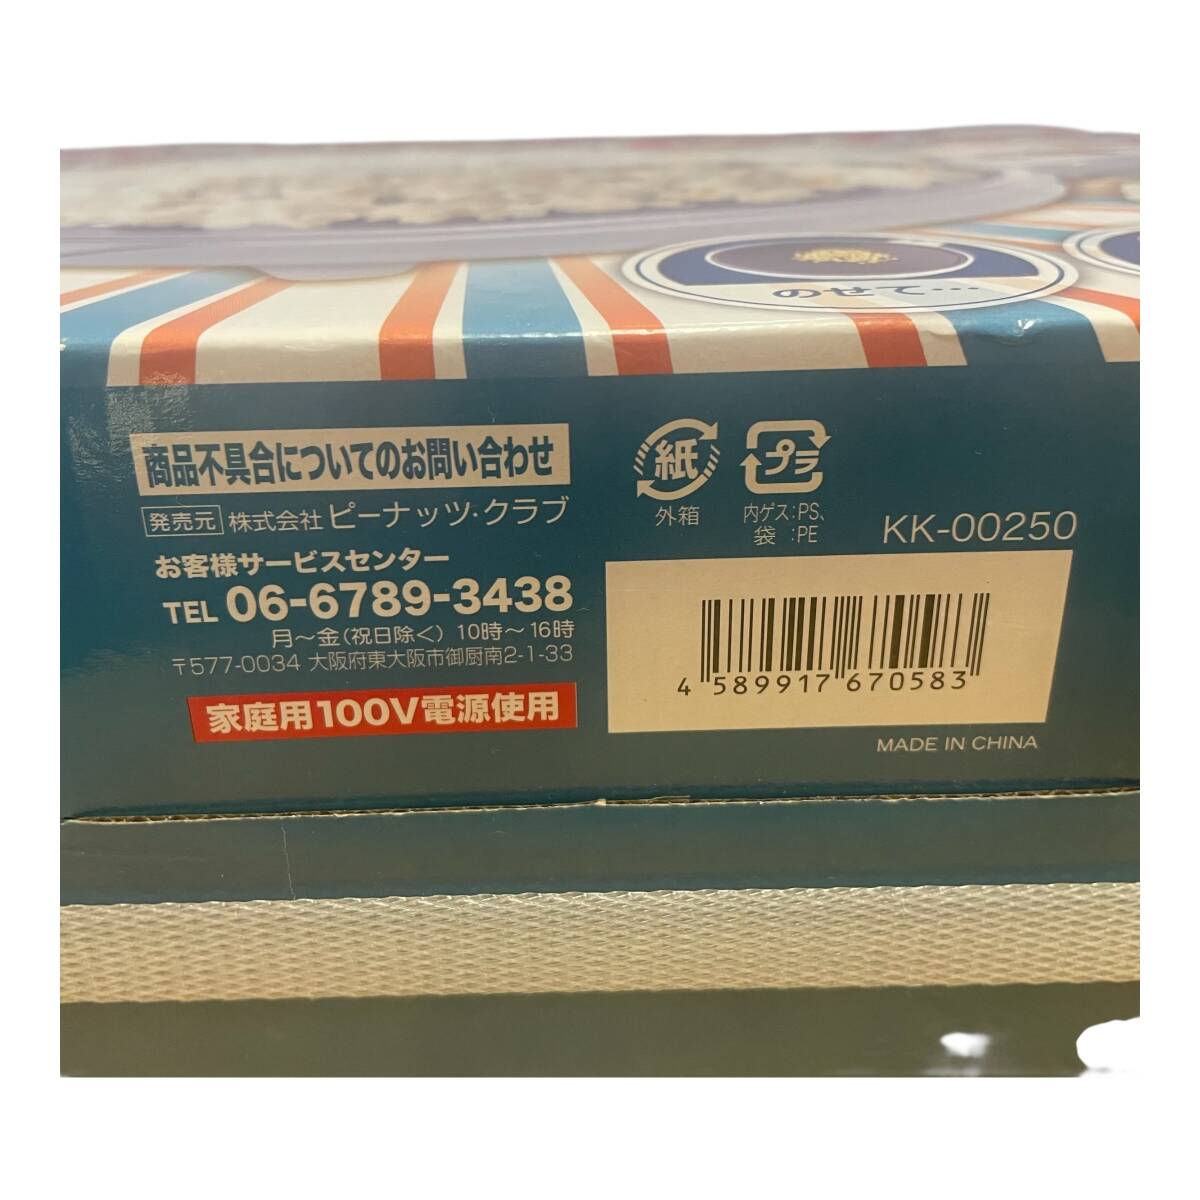 のせて…
商品不具合についてのお問い合わせ
発売元 株式会社 ピーナッツ・クラブ
お客様サービスセンター
TEL 06-6789-3438
月～金(祝日除く) 10時～16時
〒577-0034 大阪府東大阪市御厨南2-1-33
家庭用100V電源使用
紙
外箱
プラ
内ゲス:PS、
袋 :PE
KK-00250
4 589917 670583
MADE IN CHINA